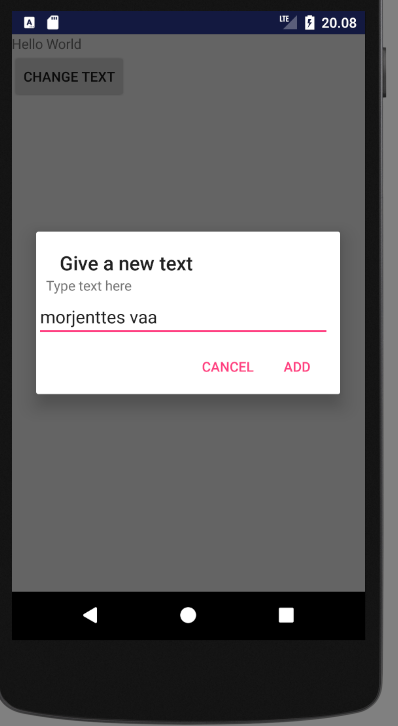 A
LTE
20.08
Hello World
CHANGE TEXT
Give a new text
Type text here
morjenttes vaa
CANCEL ADD